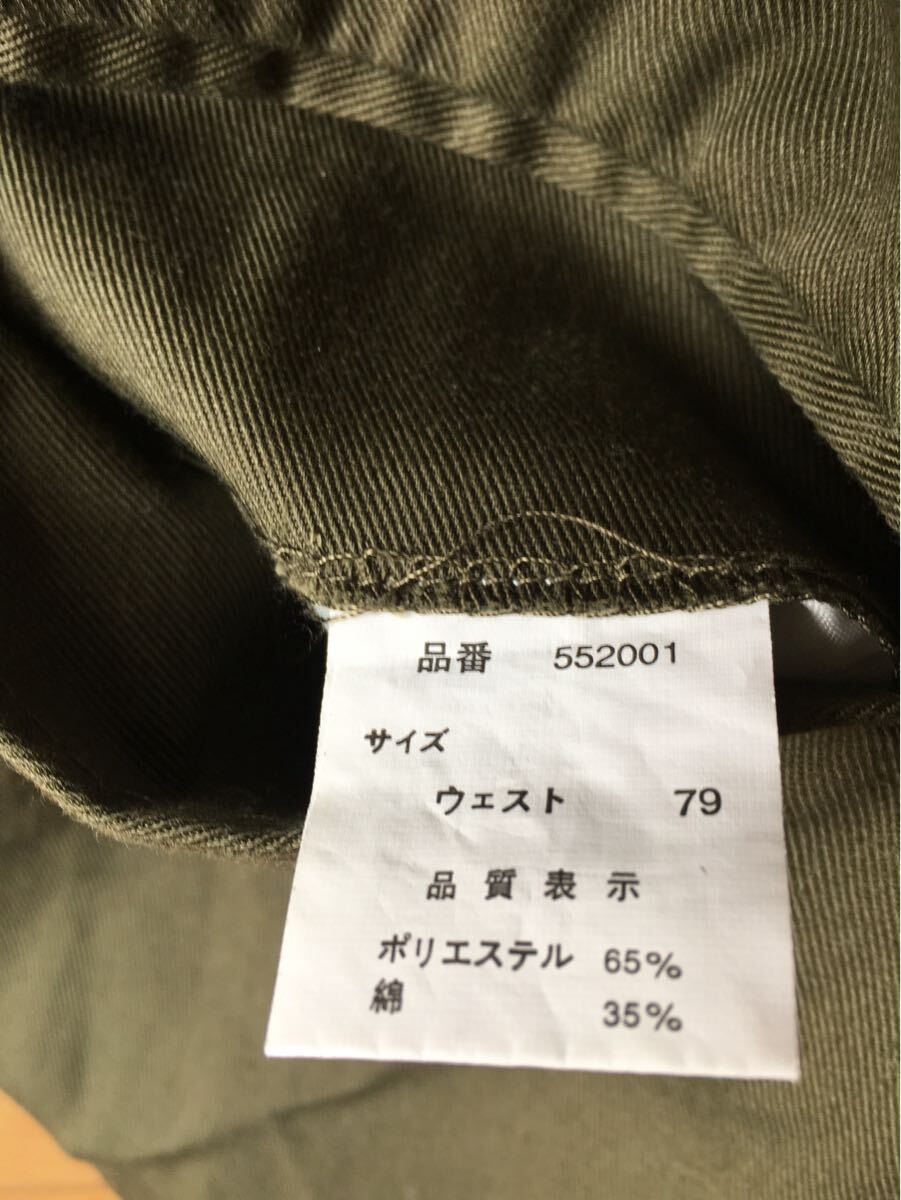 品番 552001
サイズ
ウェスト 79
品質表示
ポリエステル 65%
綿 35%